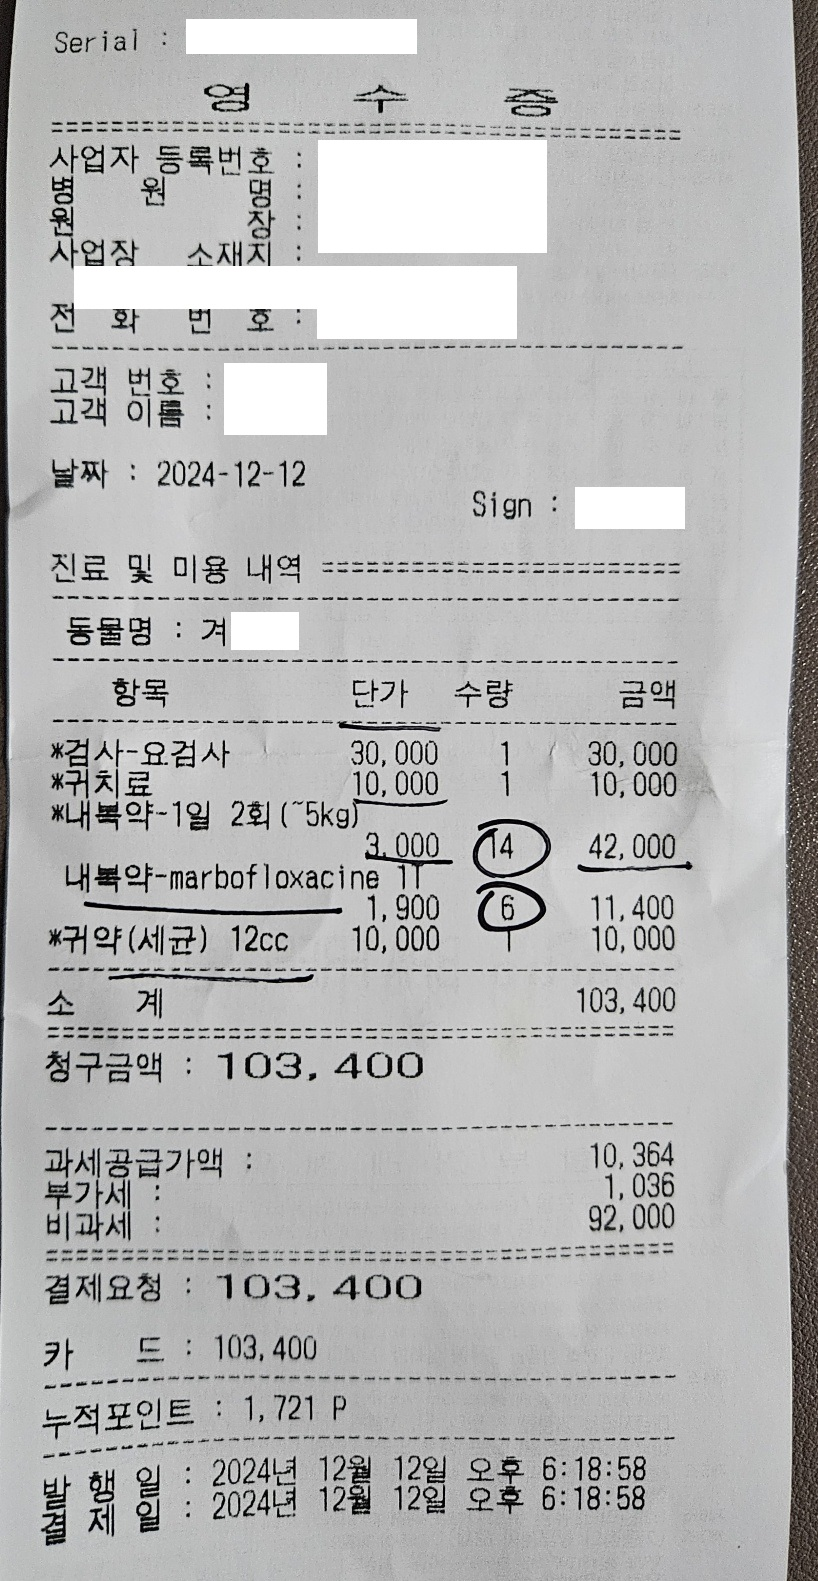 Serial :
영 수 증
사업자 등록번호 :
병 원 명 :
원 장 :
사업장 소재지 :
전 화 번 호 :
고객 번호 :
고객 이름 :
날짜 : 2024-12-12
Sign :
진료 및 미용 내역 ========================
동물명 : 겨
항목 단가 수량 금액
*검사-요검사 30,000 1 30,000
*귀치료 10,000 1 10,000
*내복약-1일 2회(~5kg)
3,000 14 42,000
내복약-marbofloxacine 1T
1,900 6 11,400
*귀약(세균) 12cc 10,000 1 10,000
소 계 103,400
청구금액 : 103,400
과세공급가액 : 10,364
부가세 : 1,036
비과세 : 92,000
결제요청 : 103,400
카 드 : 103,400
누적포인트 : 1,721 P
발 행 일 : 2024년 12월 12일 오후 6:18:58
결 제 일 : 2024년 12월 12일 오후 6:18:58